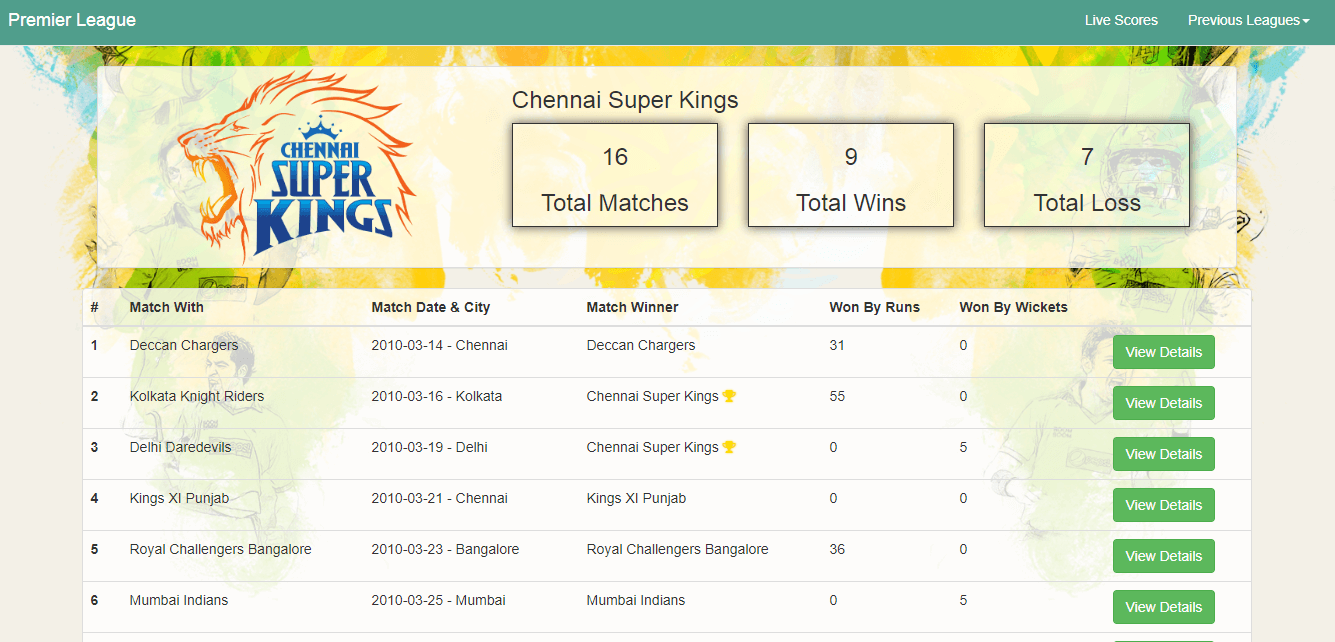 Premier League Live Scores Previous Leagues
CHENNAI
SUPER
KINGS
Chennai Super Kings
16 9 7
Total Matches Total Wins Total Loss
# Match With Match Date & City Match Winner Won By Runs Won By Wickets
1 Deccan Chargers 2010-03-14 - Chennai Deccan Chargers 31 0 View Details
2 Kolkata Knight Riders 2010-03-16 - Kolkata Chennai Super Kings 55 0 View Details
3 Delhi Daredevils 2010-03-19 - Delhi Chennai Super Kings 0 5 View Details
4 Kings XI Punjab 2010-03-21 - Chennai Kings XI Punjab 0 0 View Details
5 Royal Challengers Bangalore 2010-03-23 - Bangalore Royal Challengers Bangalore 36 0 View Details
6 Mumbai Indians 2010-03-25 - Mumbai Mumbai Indians 0 5 View Details